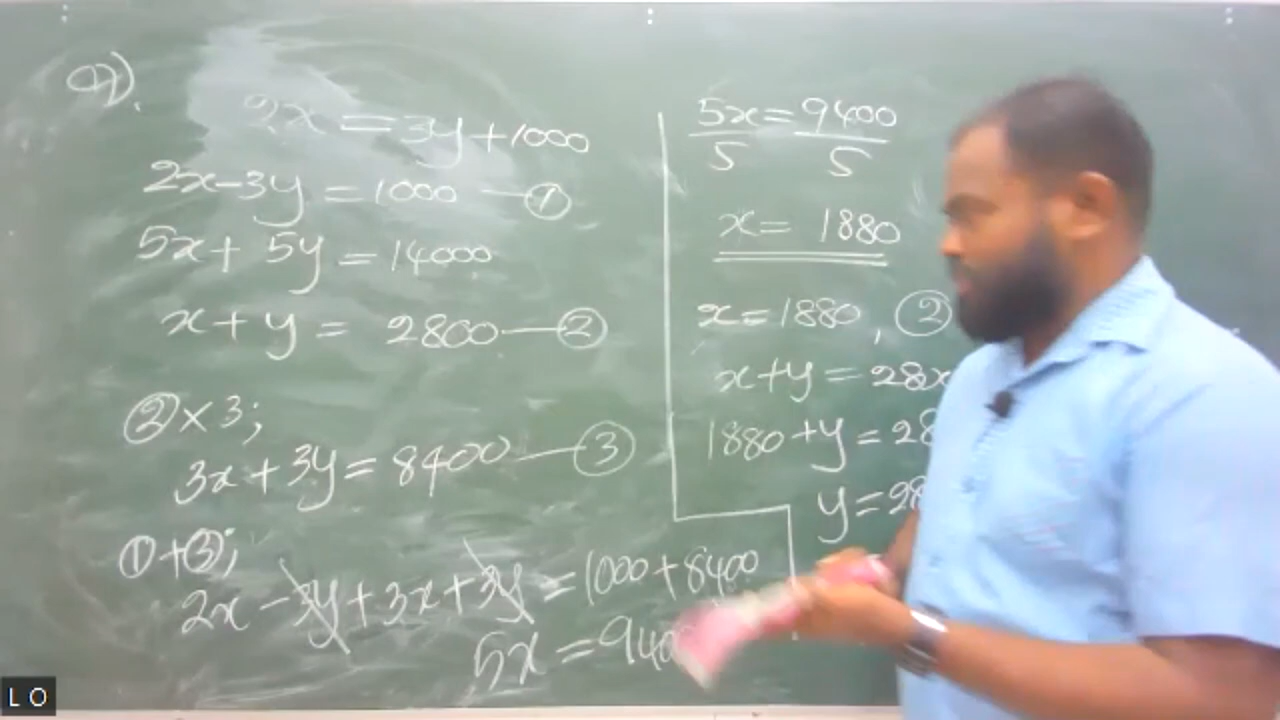 2x = 3y + 1000
2x - 3y = 1000 — ①
5x + 5y = 14000
x + y = 2800 — ②
② × 3;
3x + 3y = 8400 — ③
① + ③;
2x - 3y + 3x + 3y = 1000 + 8400
5x = 940
5x = 9400
5 5
x = 1880
x = 1880, ②
x + y = 28
1880 + y = 28
y = 28
L O